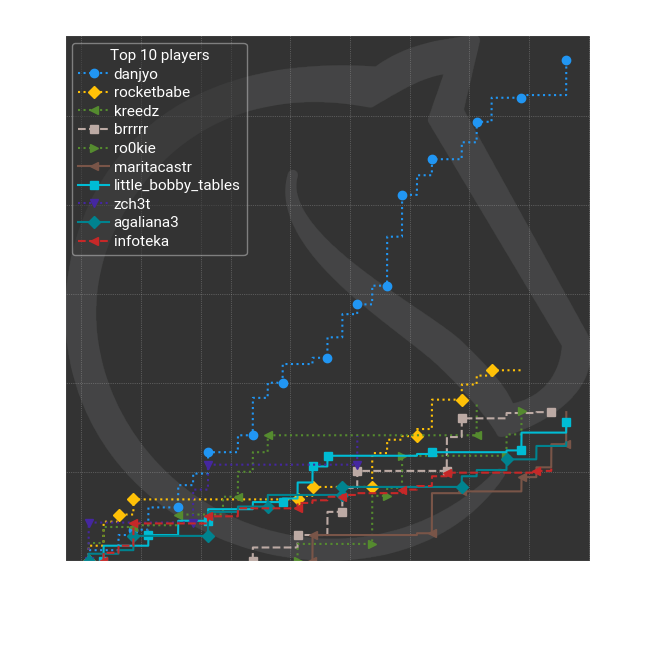 Top 10 players
danjyo
rocketbabe
kreedz
brrrrr
ro0kie
maritacastr
little_bobby_tables
zch3t
agaliana3
infoteka